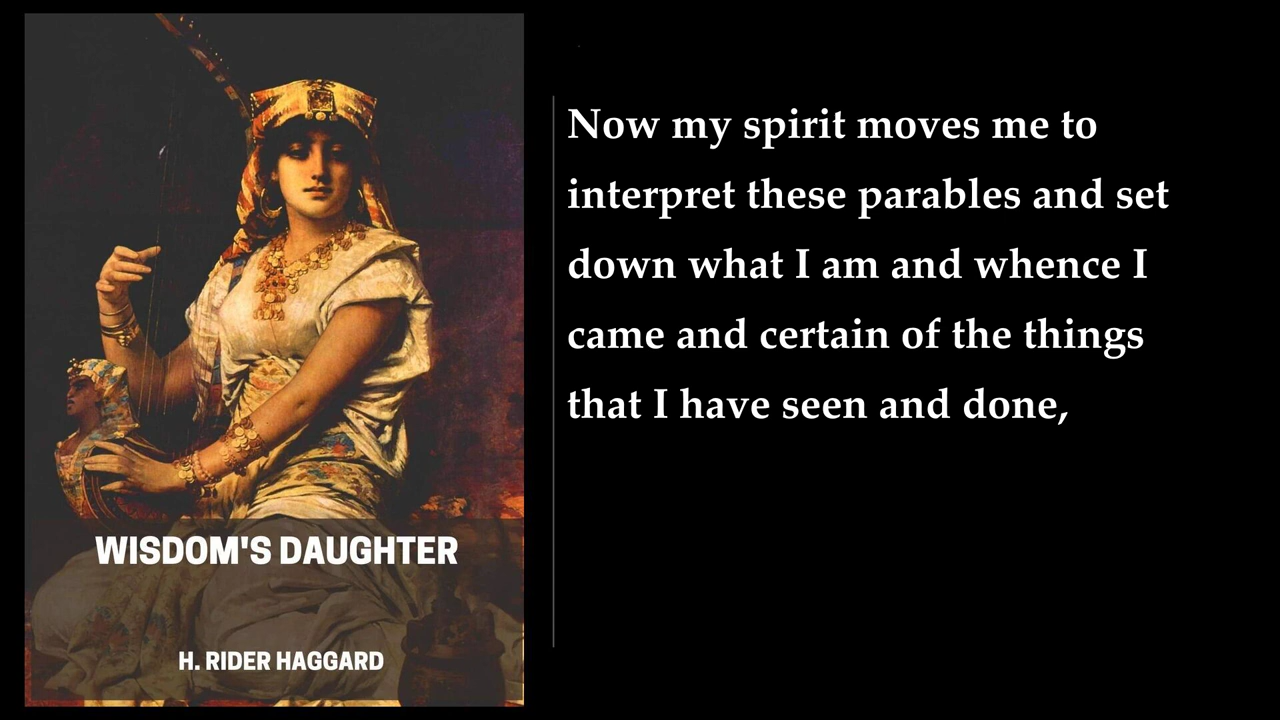 WISDOM'S DAUGHTER
H. RIDER HAGGARD
Now my spirit moves me to
interpret these parables and set
down what I am and whence I
came and certain of the things
that I have seen and done,